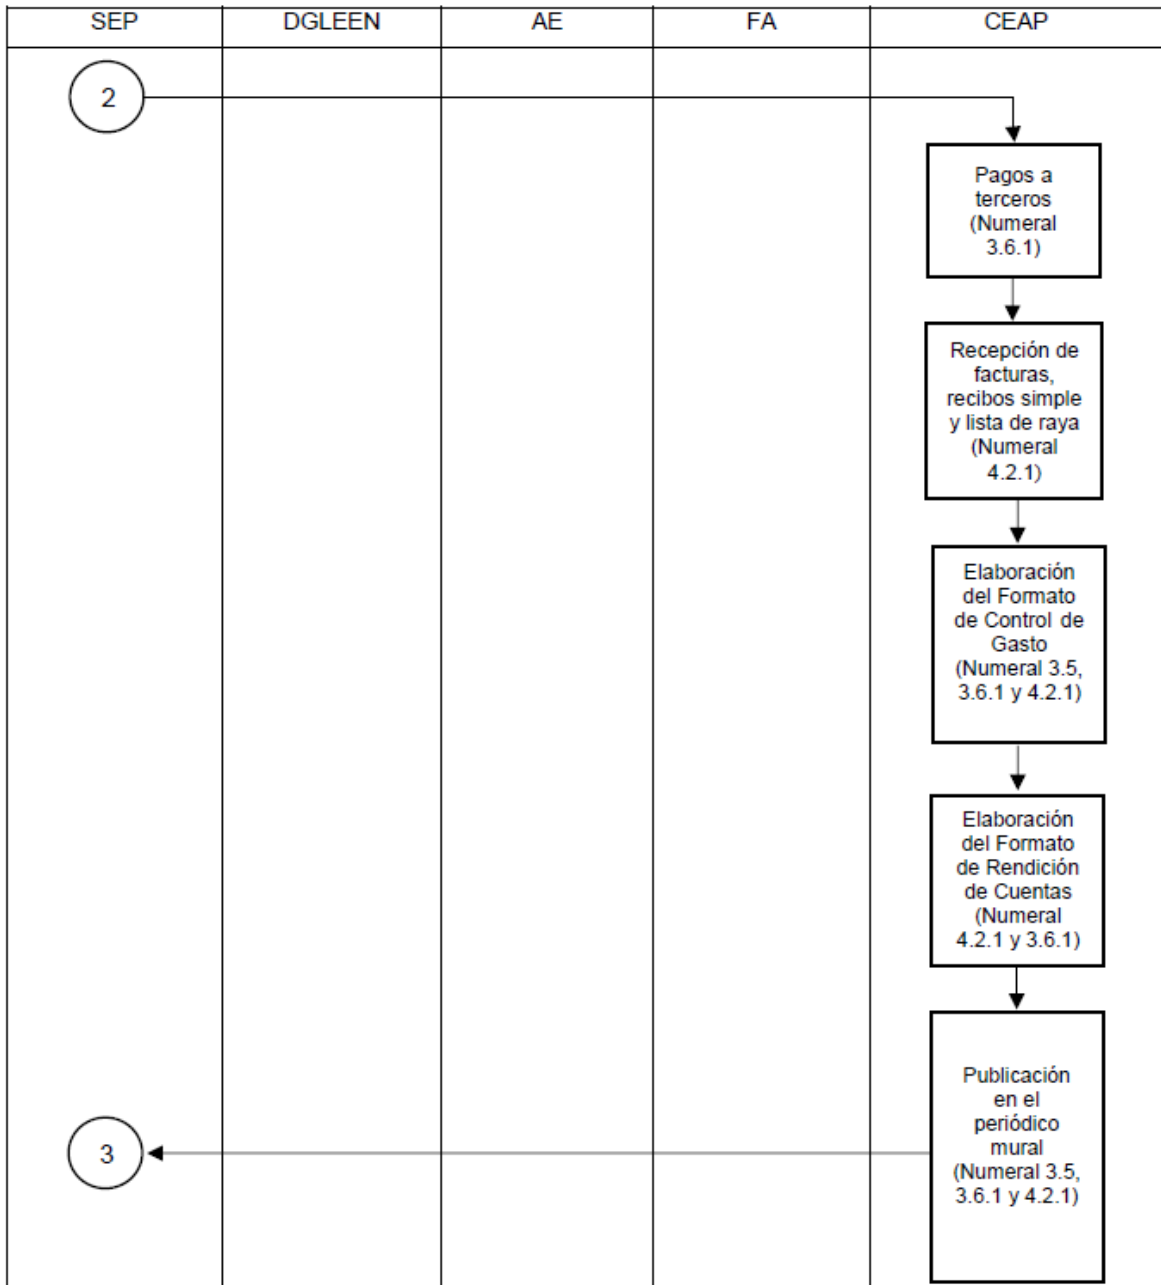 SEP DGLEEN AE FA CEAP
2
Pagos a
terceros
(Numeral
3.6.1)
Recepción de
facturas,
recibos simple
y lista de raya
(Numeral
4.2.1)
Elaboración
del Formato
de Control de
Gasto
(Numeral 3.5,
3.6.1 y 4.2.1)
Elaboración
del Formato
de Rendición
de Cuentas
(Numeral
4.2.1 y 3.6.1)
Publicación
en el
periódico
mural
(Numeral 3.5,
3.6.1 y 4.2.1)
3